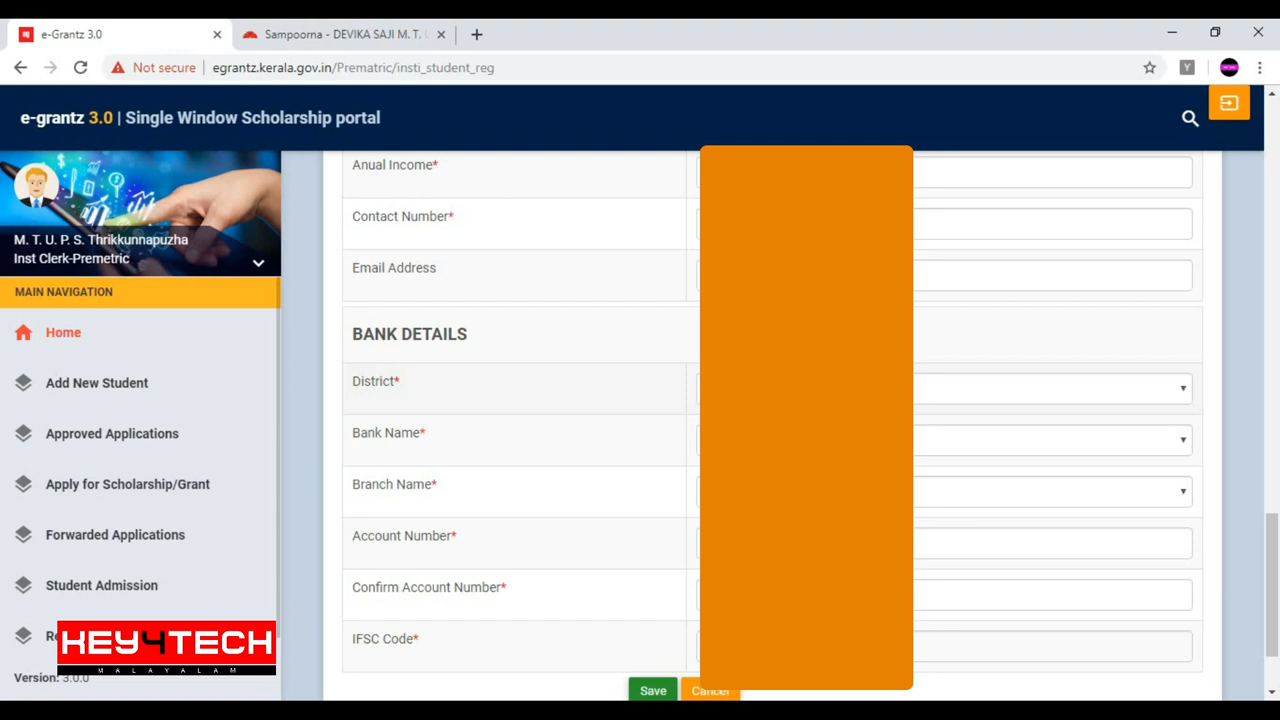 e-Grantz 3.0
Sampoorna - DEVIKA SAJI M. T.
Not secure
egrantz.kerala.gov.in/Prematric/insti_student_reg
Y
e-grantz 3.0 | Single Window Scholarship portal
M. T. U. P. S. Thrikkunnapuzha
Inst Clerk-Premetric
MAIN NAVIGATION
Home
Add New Student
Approved Applications
Apply for Scholarship/Grant
Forwarded Applications
Student Admission
KEY4TECH
MALAYALAM
Version: 3.0.0
Anual Income*
Contact Number*
Email Address
BANK DETAILS
District*
Bank Name*
Branch Name*
Account Number*
Confirm Account Number*
IFSC Code*
Save
Cancel